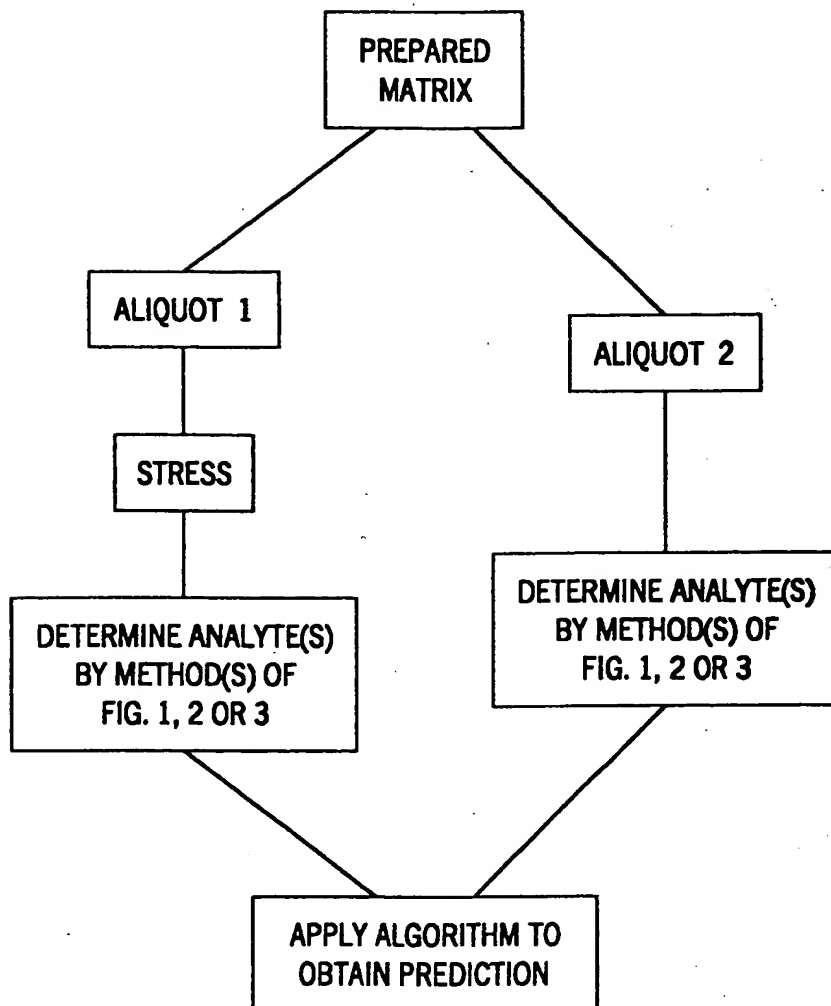 PREPARED
MATRIX
ALIQUOT 1
ALIQUOT 2
STRESS
DETERMINE ANALYTE(S)
BY METHOD(S) OF
FIG. 1, 2 OR 3
DETERMINE ANALYTE(S)
BY METHOD(S) OF
FIG. 1, 2 OR 3
APPLY ALGORITHM TO
OBTAIN PREDICTION